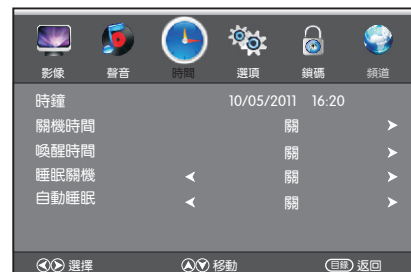 影像 聲音 時間 選項 鎖碼 頻道
時鐘 10/05/2011 16:20
關機時間 關
喚醒時間 關
睡眠關機 關
自動睡眠 關
選擇 移動 目錄 返回